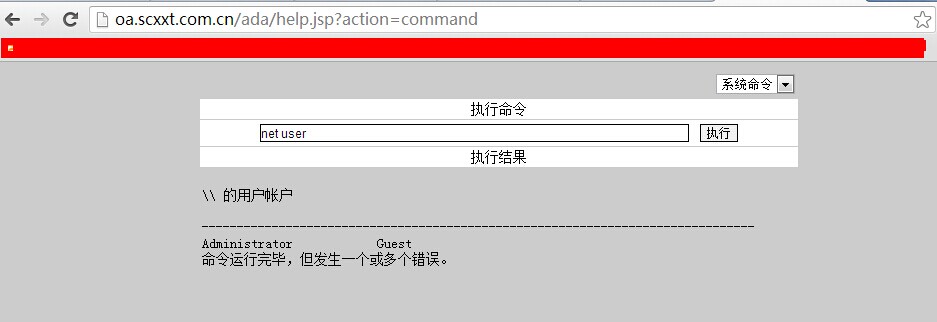 oa.scxxt.com.cn/ada/help.jsp?action=command
系统命令
执行命令
net user 执行
执行结果
\\ 的用户帐户
-------------------------------------------------------------------------------
Administrator Guest
命令运行完毕，但发生一个或多个错误。